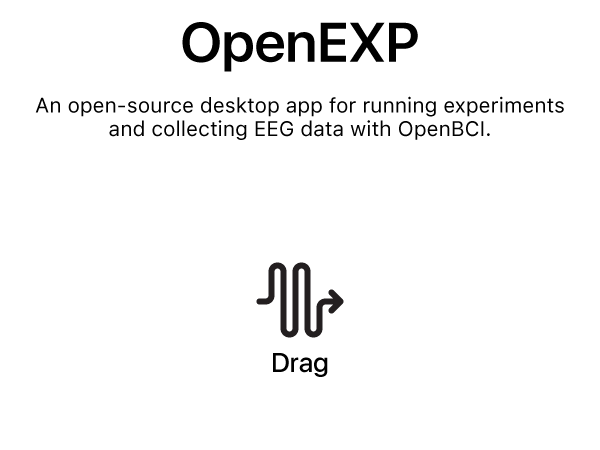 OpenEXP
An open-source desktop app for running experiments
and collecting EEG data with OpenBCI.
Drag